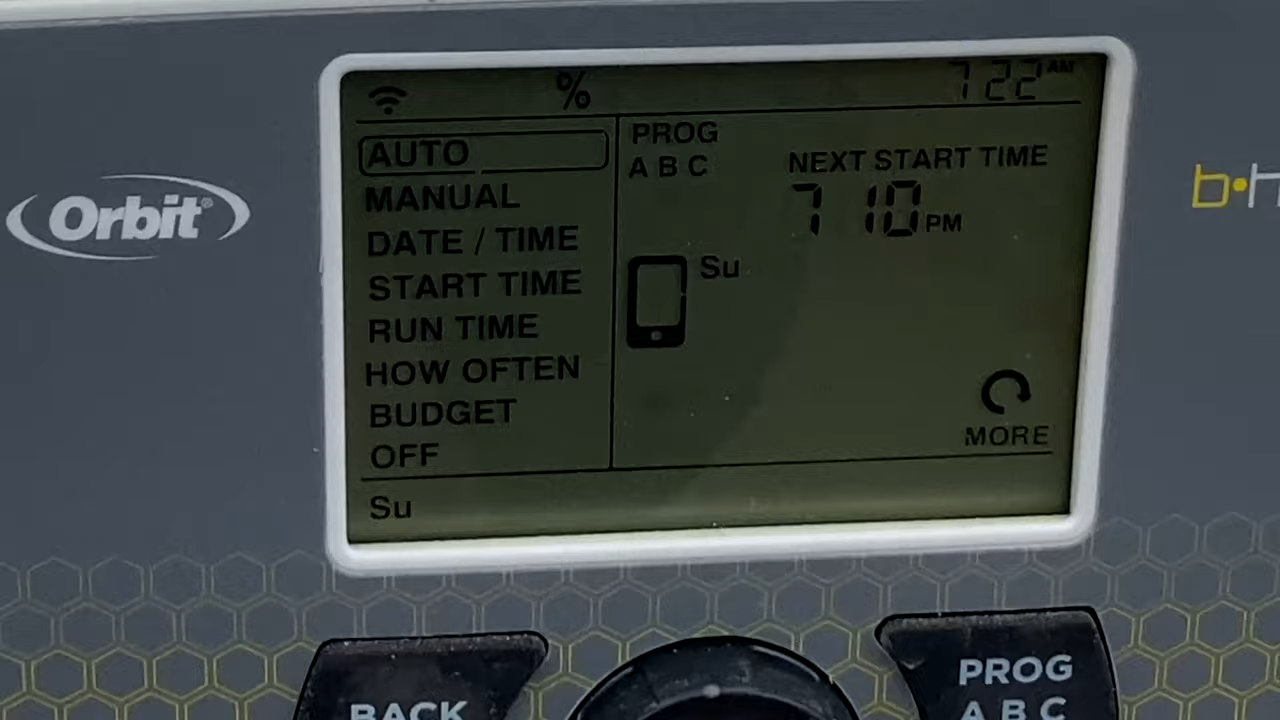 % 7 22 AM
AUTO
MANUAL
DATE / TIME
START TIME
RUN TIME
HOW OFTEN
BUDGET
OFF
Su
PROG
A B C
NEXT START TIME
7 10 PM
Su
MORE
Orbit®
b•h
BACK
PROG
A B C